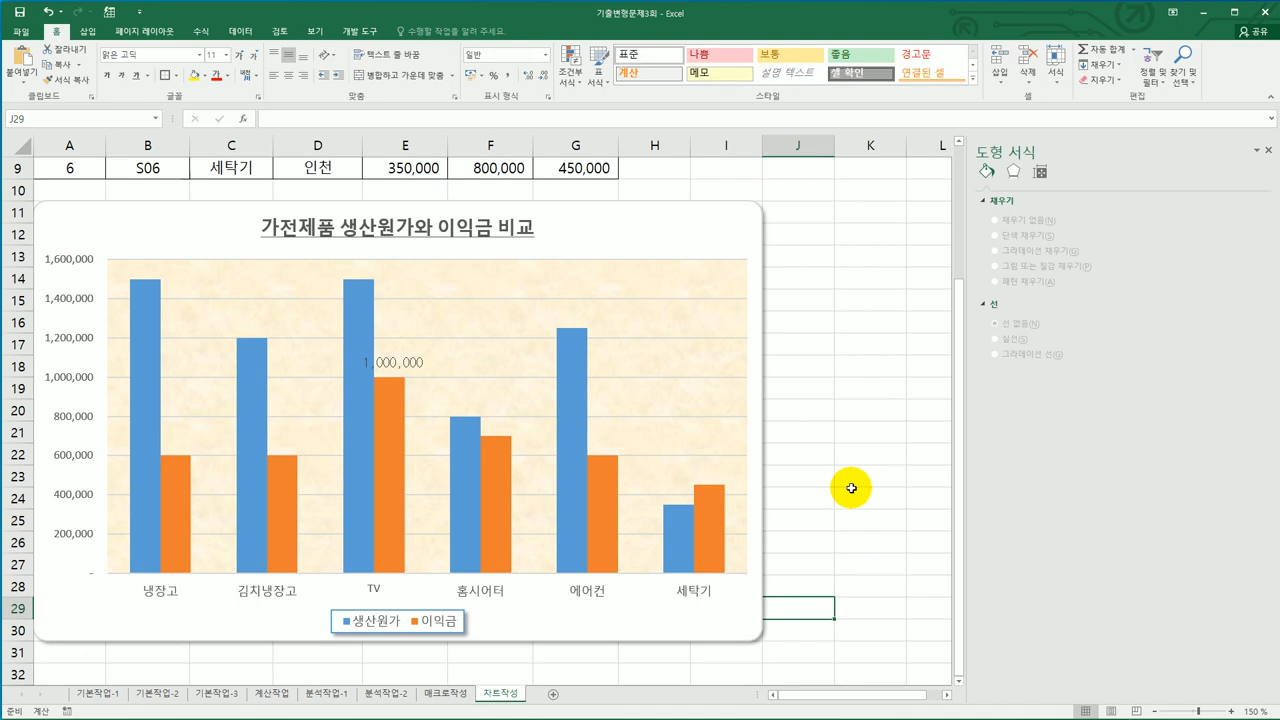 기출변형문제3회 - Excel
파일 홈 삽입 페이지 레이아웃 수식 데이터 검토 보기 개발 도구 수행할 작업을 알려 주세요. 공유
붙여넣기 잘라내기 복사 서식 복사
맑은 고딕 11
가 가 가
텍스트 줄 바꿈
병합하고 가운데 맞춤
일반
조건부 서식 표 서식
표준 나쁨 보통 좋음 경고문
계산 메모 설명 텍스트 셀 확인 연결된 셀
삽입 삭제 서식
자동 합계 채우기 지우기
정렬 및 필터 찾기 및 선택
클립보드 글꼴 맞춤 표시 형식 스타일 셀 편집
J29 fx
A B C D E F G H I J K L
9 6 S06 세탁기 인천 350,000 800,000 450,000
10
11
12
13
14
15
16
17
18
19
20
21
22
23
24
25
26
27
28
29
30
31
32
가전제품 생산원가와 이익금 비교
1,600,000
1,400,000
1,200,000
1,000,000
800,000
600,000
400,000
200,000
-
1,000,000
냉장고 김치냉장고 TV 홈시어터 에어컨 세탁기
생산원가 이익금
도형 서식
채우기
채우기 없음(N)
단색 채우기(S)
그라데이션 채우기(G)
그림 또는 질감 채우기(P)
패턴 채우기(A)
선
선 없음(N)
실선(S)
그라데이션 선(G)
기본작업-1 기본작업-2 기본작업-3 계산작업 분석작업-1 분석작업-2 매크로작성 차트작성
준비 계산 150 %